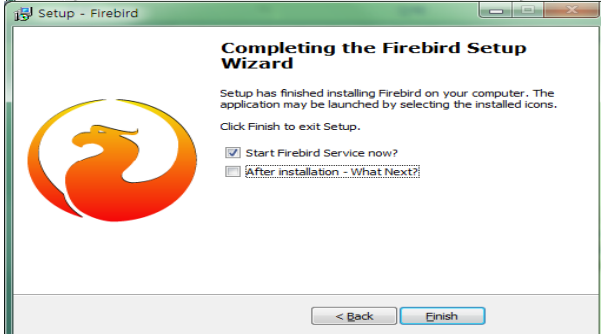 Setup - Firebird
Completing the Firebird Setup
Wizard
Setup has finished installing Firebird on your computer. The
application may be launched by selecting the installed icons.
Click Finish to exit Setup.
Start Firebird Service now?
After installation - What Next?
< Back
Finish